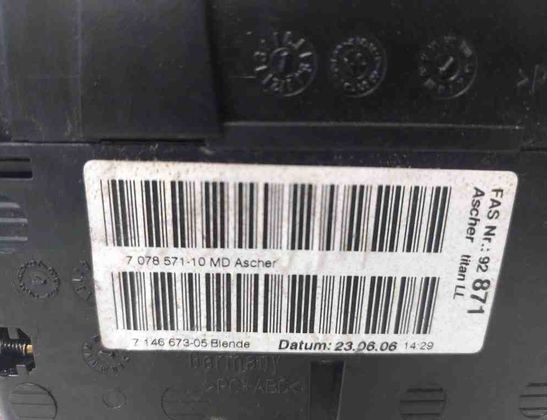 7 078 571-10 MD Ascher
7 146 673-05 Blende
Datum: 23.06.06 14:29
FAS Nr.: 92 871
Ascher titan LL
Germany
>PC+ABS<